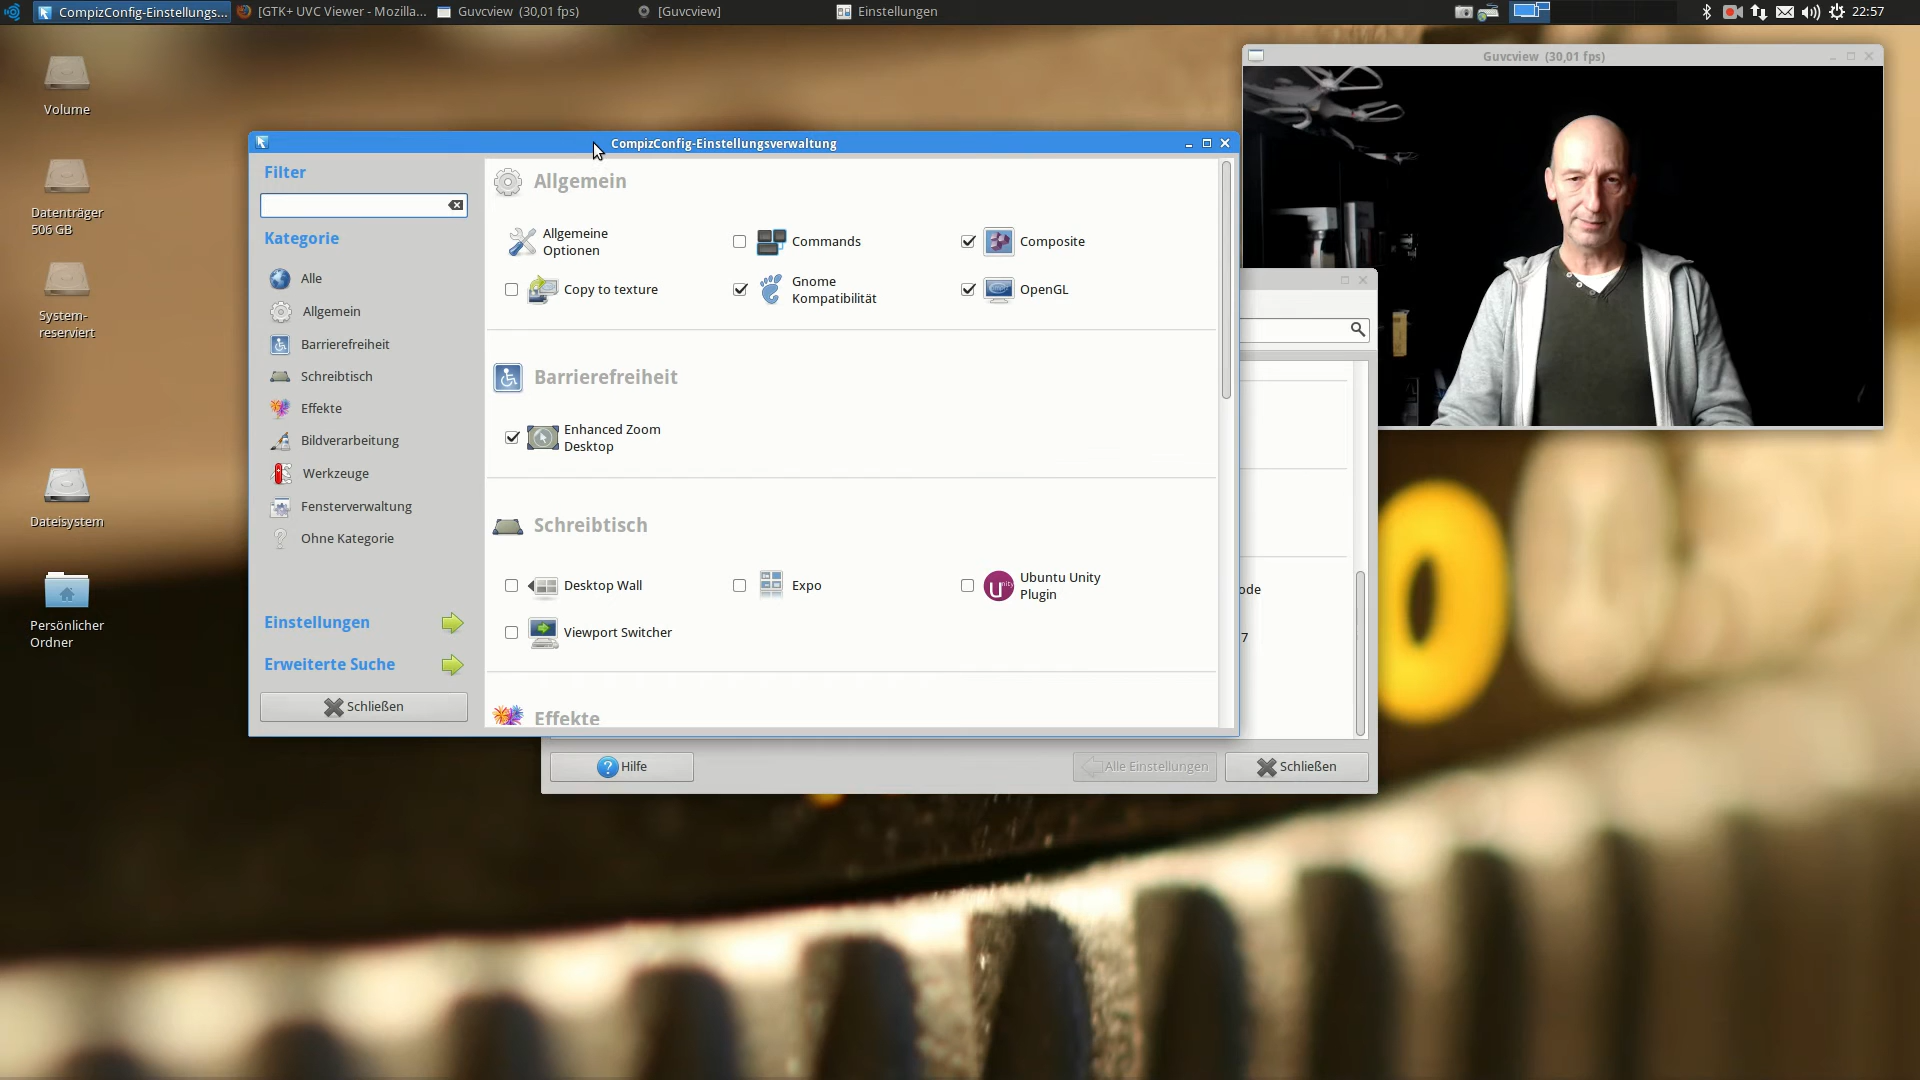 CompizConfig-Einstellungs...
[GTK+ UVC Viewer - Mozilla...
Guvcview (30,01 fps)
[Guvcview]
Einstellungen
22:57
Volume
Datenträger
506 GB
System-
reserviert
Dateisystem
Persönlicher
Ordner
Guvcview (30,01 fps)
CompizConfig-Einstellungsverwaltung
Filter
Kategorie
Alle
Allgemein
Barrierefreiheit
Schreibtisch
Effekte
Bildverarbeitung
Werkzeuge
Fensterverwaltung
Ohne Kategorie
Einstellungen
Erweiterte Suche
Schließen
Allgemein
Allgemeine
Optionen
Commands
Composite
Copy to texture
Gnome
Kompatibilität
OpenGL
Barrierefreiheit
Enhanced Zoom
Desktop
Schreibtisch
Desktop Wall
Expo
Ubuntu Unity
Plugin
Viewport Switcher
Effekte
ode
7
Hilfe
Alle Einstellungen
Schließen